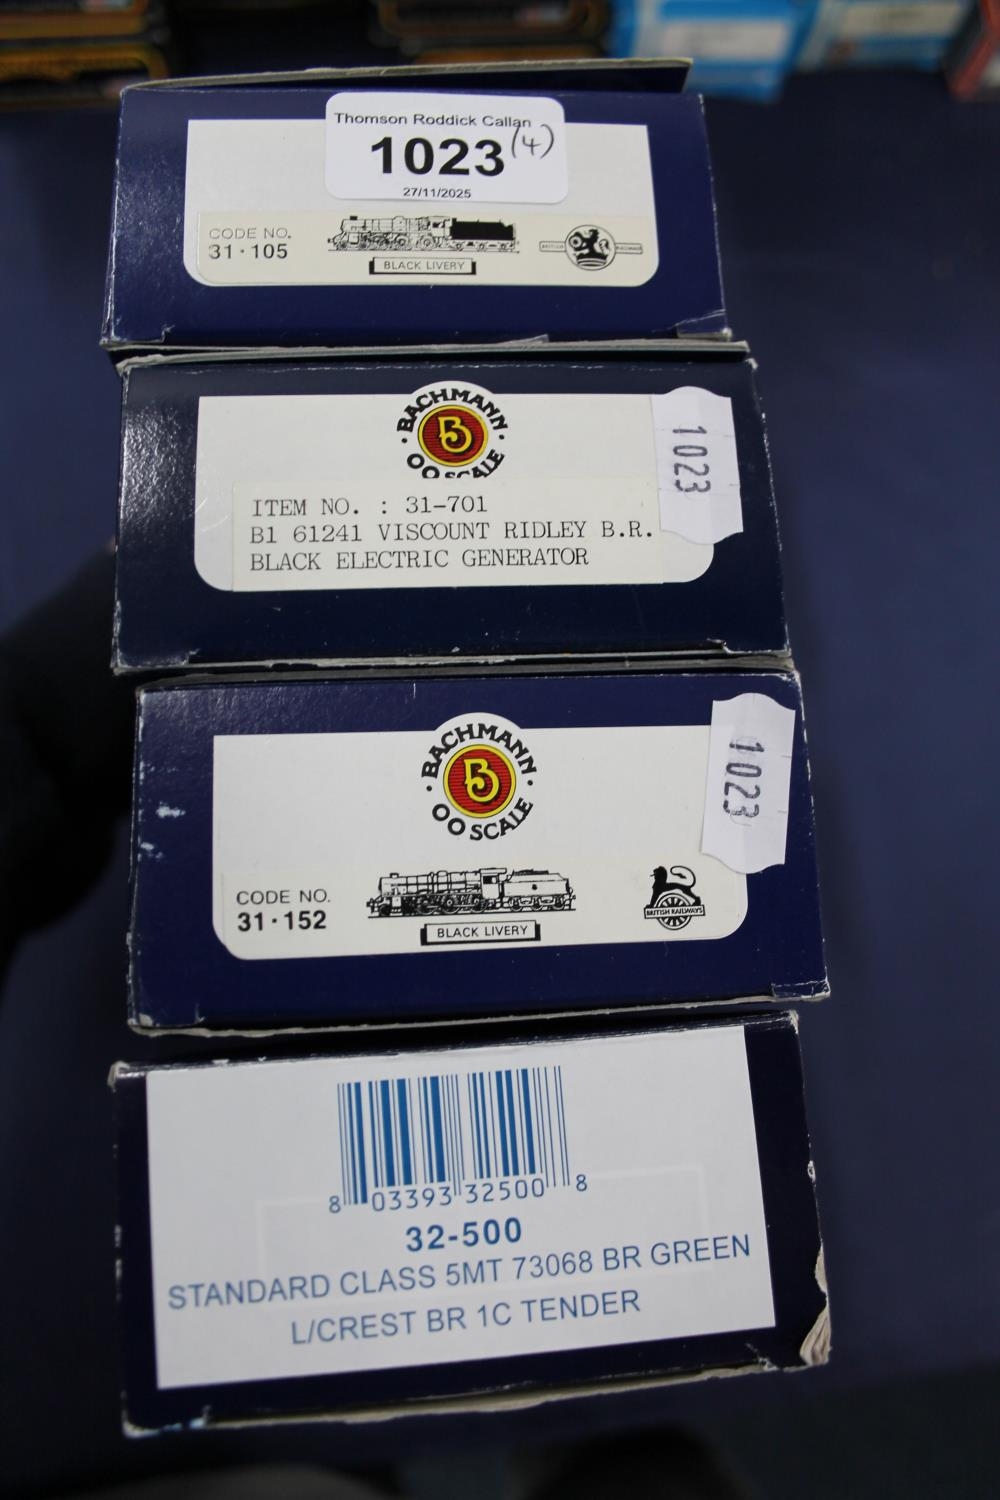 Thomson Roddick Callan
1023 (4)
27/11/2025
CODE NO.
31·105
BLACK LIVERY
BRITISH RAILWAYS
BACHMANN
OO SCALE
1023
ITEM NO. : 31-701
B1 61241 VISCOUNT RIDLEY B.R.
BLACK ELECTRIC GENERATOR
BACHMANN
OO SCALE
1023
CODE NO.
31·152
BLACK LIVERY
BRITISH RAILWAYS
8 03393 32500 8
32-500
STANDARD CLASS 5MT 73068 BR GREEN
L/CREST BR 1C TENDER